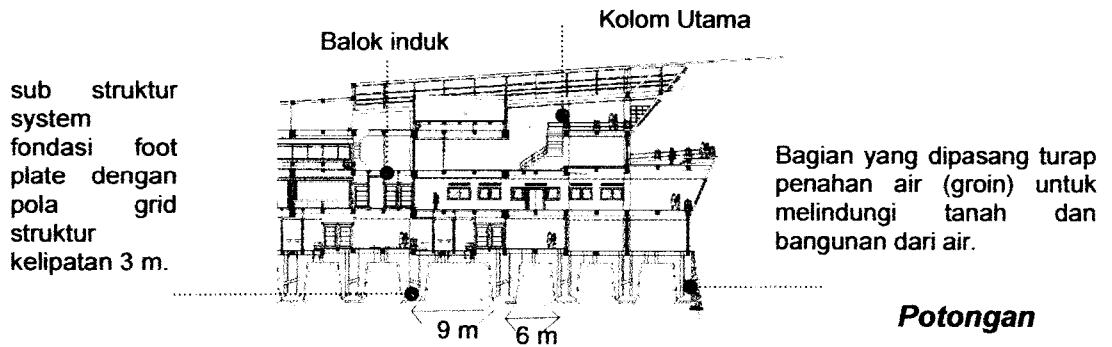 Kolom Utama
Balok induk
sub struktur
system
fondasi foot
plate dengan
pola grid
struktur
kelipatan 3 m.
Bagian yang dipasang turap
penahan air (groin) untuk
melindungi tanah dan
bangunan dari air.
9 m
6 m
Potongan